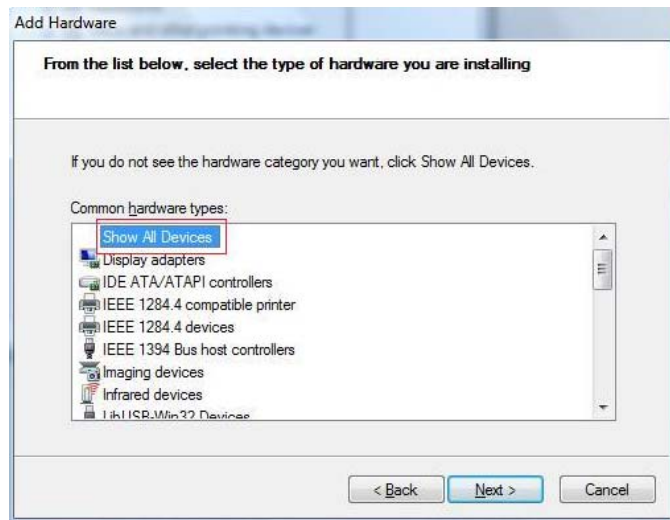 Add Hardware
From the list below, select the type of hardware you are installing
If you do not see the hardware category you want, click Show All Devices.
Common hardware types:
Show All Devices
Display adapters
IDE ATA/ATAPI controllers
IEEE 1284.4 compatible printer
IEEE 1284.4 devices
IEEE 1394 Bus host controllers
Imaging devices
Infrared devices
LibUSB-Win32 Devices
< Back Next > Cancel